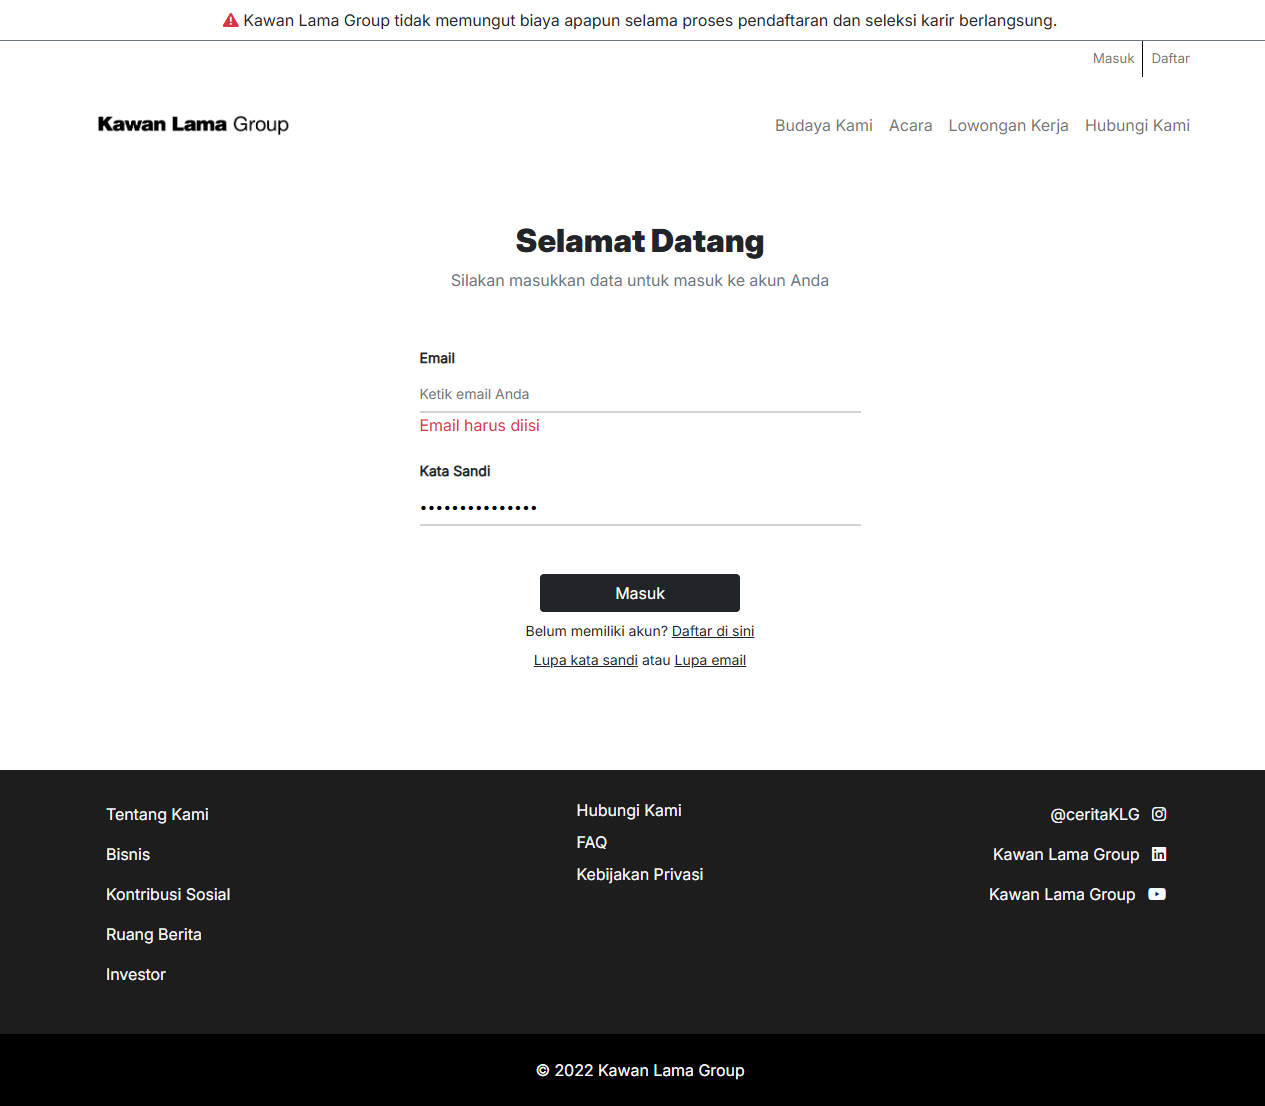 Kawan Lama Group tidak memungut biaya apapun selama proses pendaftaran dan seleksi karir berlangsung.
Masuk
Daftar
Kawan Lama Group
Budaya Kami
Acara
Lowongan Kerja
Hubungi Kami
Selamat Datang
Silakan masukkan data untuk masuk ke akun Anda
Email
Ketik email Anda
Email harus diisi
Kata Sandi
•••••••••••••••
Masuk
Belum memiliki akun? Daftar di sini
Lupa kata sandi atau Lupa email
Tentang Kami
Bisnis
Kontribusi Sosial
Ruang Berita
Investor
Hubungi Kami
FAQ
Kebijakan Privasi
@ceritaKLG
Kawan Lama Group
Kawan Lama Group
© 2022 Kawan Lama Group